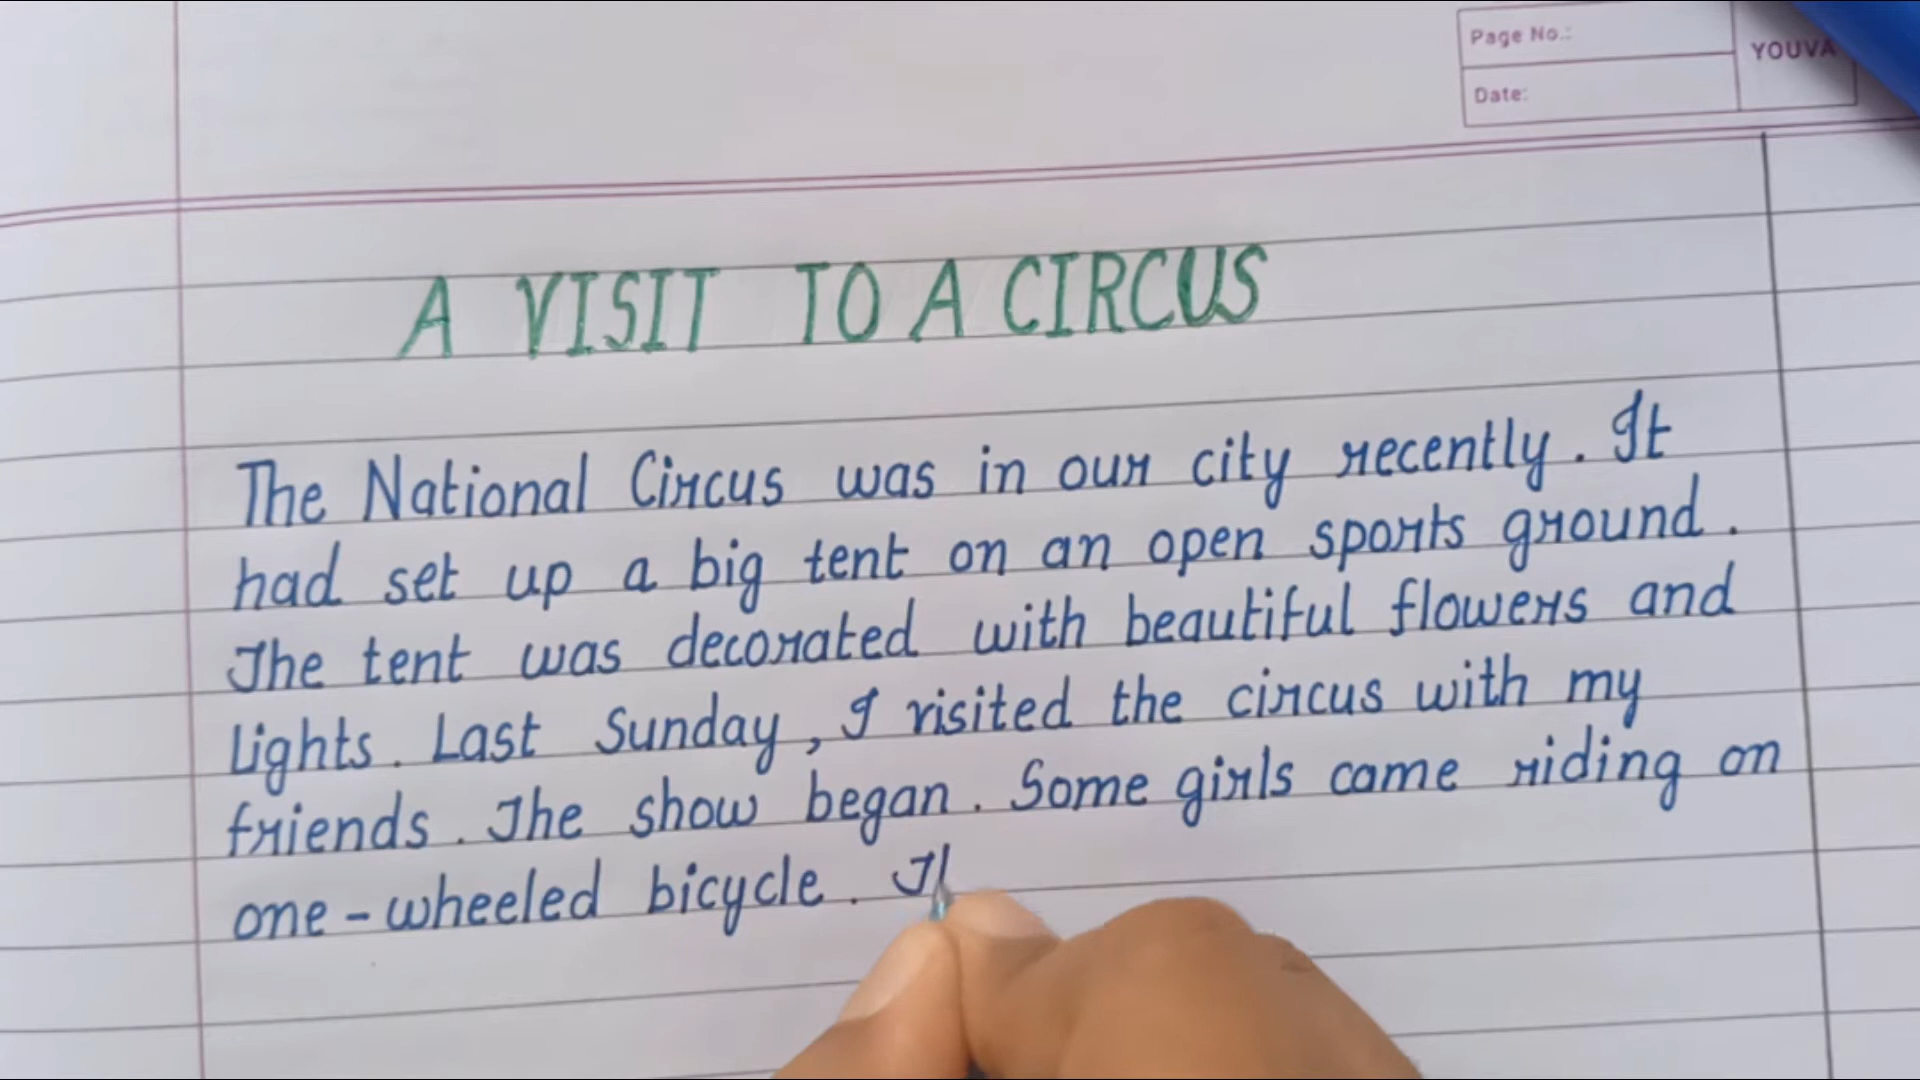 Page No.:
YOUVA
Date:
A VISIT TO A CIRCUS
The National Circus was in our city recently. It
had set up a big tent on an open sports ground.
The tent was decorated with beautiful flowers and
lights. Last Sunday, I visited the circus with my
friends. The show began. Some girls came riding on
one-wheeled bicycle.